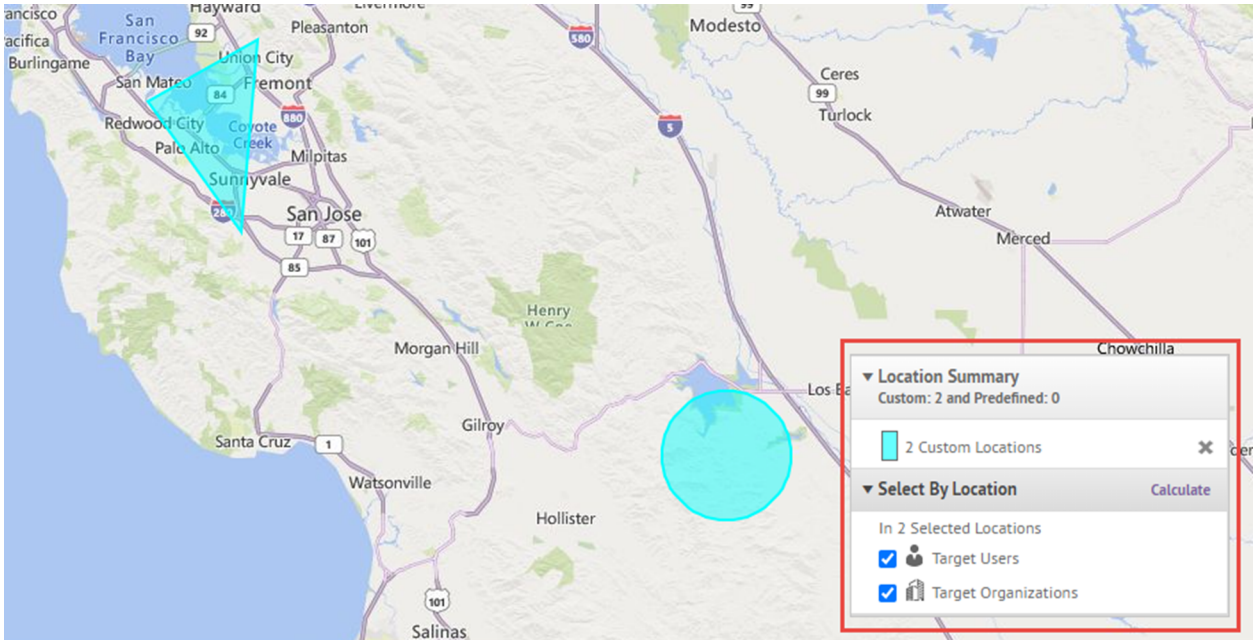 ancisco
Hayward
Livermore
99
San
Francisco
Bay
92
Pleasanton
580
Modesto
acifica
Burlingame
Union City
San Mateo
84
Fremont
Ceres
99
Turlock
Redwood City
Coyote
Creek
880
5
Palo Alto
Milpitas
Sunnyvale
280
San Jose
Atwater
17
87
101
Merced
85
Henry
W Coe
Morgan Hill
Chowchilla
Los Ba
Gilroy
Santa Cruz
1
Watsonville
Hollister
101
Salinas
Location Summary
Custom: 2 and Predefined: 0
2 Custom Locations
der
Select By Location
Calculate
In 2 Selected Locations
Target Users
Target Organizations